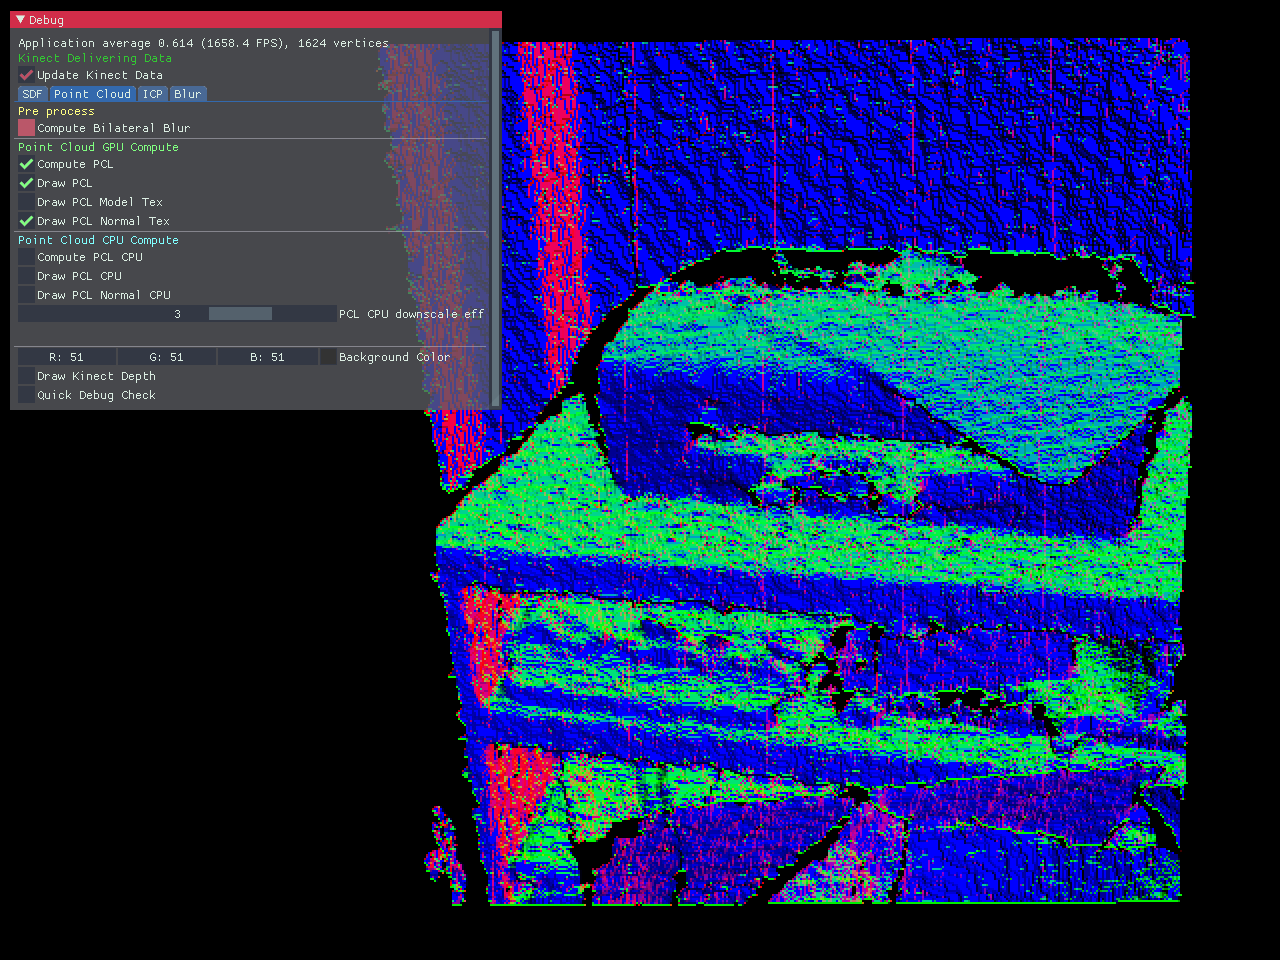 Debug
Application average 0.614 (1658.4 FPS), 1624 vertices
Kinect Delivering Data
Update Kinect Data
SDF Point Cloud ICP Blur
Pre process
Compute Bilateral Blur
Point Cloud GPU Compute
Compute PCL
Draw PCL
Draw PCL Model Tex
Draw PCL Normal Tex
Point Cloud CPU Compute
Compute PCL CPU
Draw PCL CPU
Draw PCL Normal CPU
3 PCL CPU downscale eff
R: 51 G: 51 B: 51 Background Color
Draw Kinect Depth
Quick Debug Check